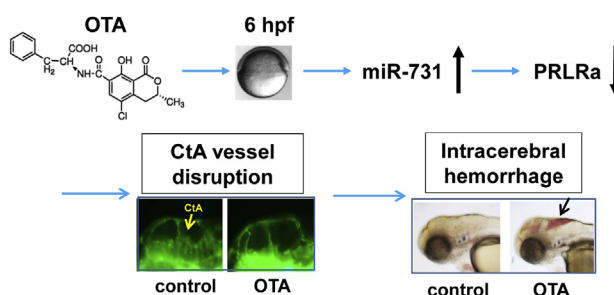 OTA
6 hpf
COOH
CH₂
NH
O
C
OH
O
O
Cl
CH₃
miR-731
PRLRa
CtA vessel
disruption
CtA
control
OTA
Intracerebral
hemorrhage
control
OTA